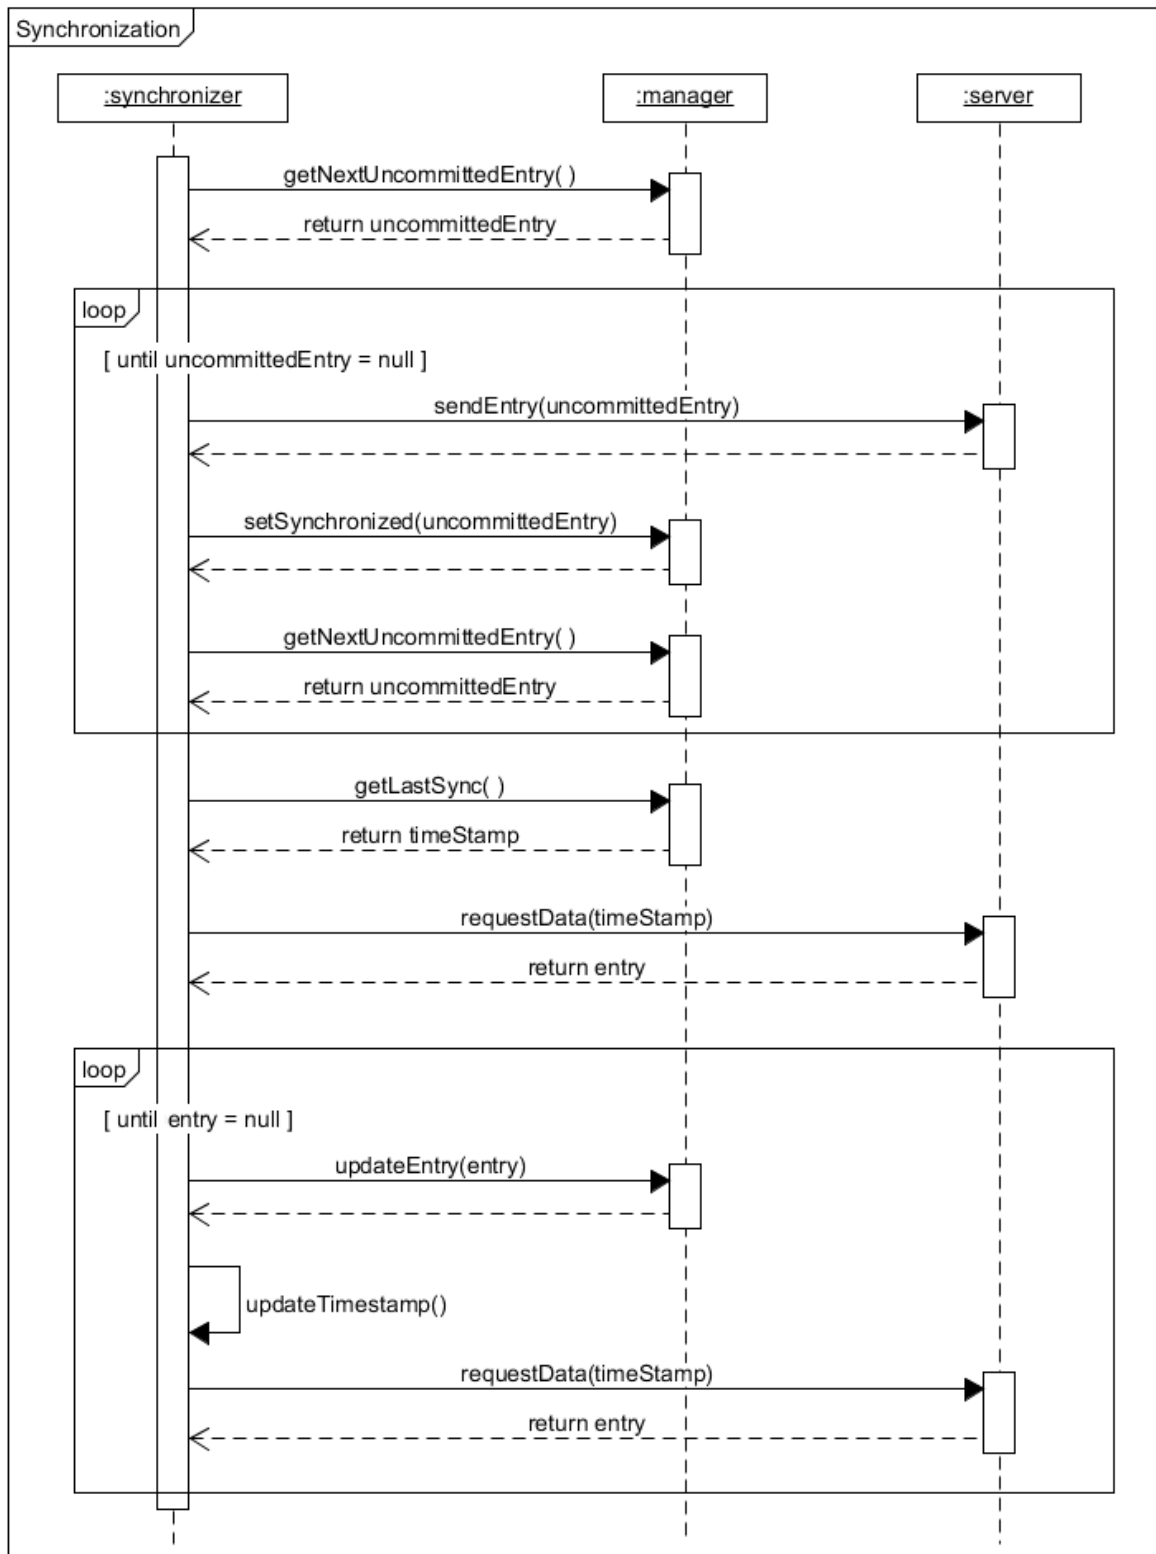 Synchronization
:synchronizer
:manager
:server
getNextUncommittedEntry( )
return uncommittedEntry
loop
[ until uncommittedEntry = null ]
sendEntry(uncommittedEntry)
setSynchronized(uncommittedEntry)
getNextUncommittedEntry( )
return uncommittedEntry
getLastSync( )
return timeStamp
requestData(timeStamp)
return entry
loop
[ until entry = null ]
updateEntry(entry)
updateTimestamp()
requestData(timeStamp)
return entry